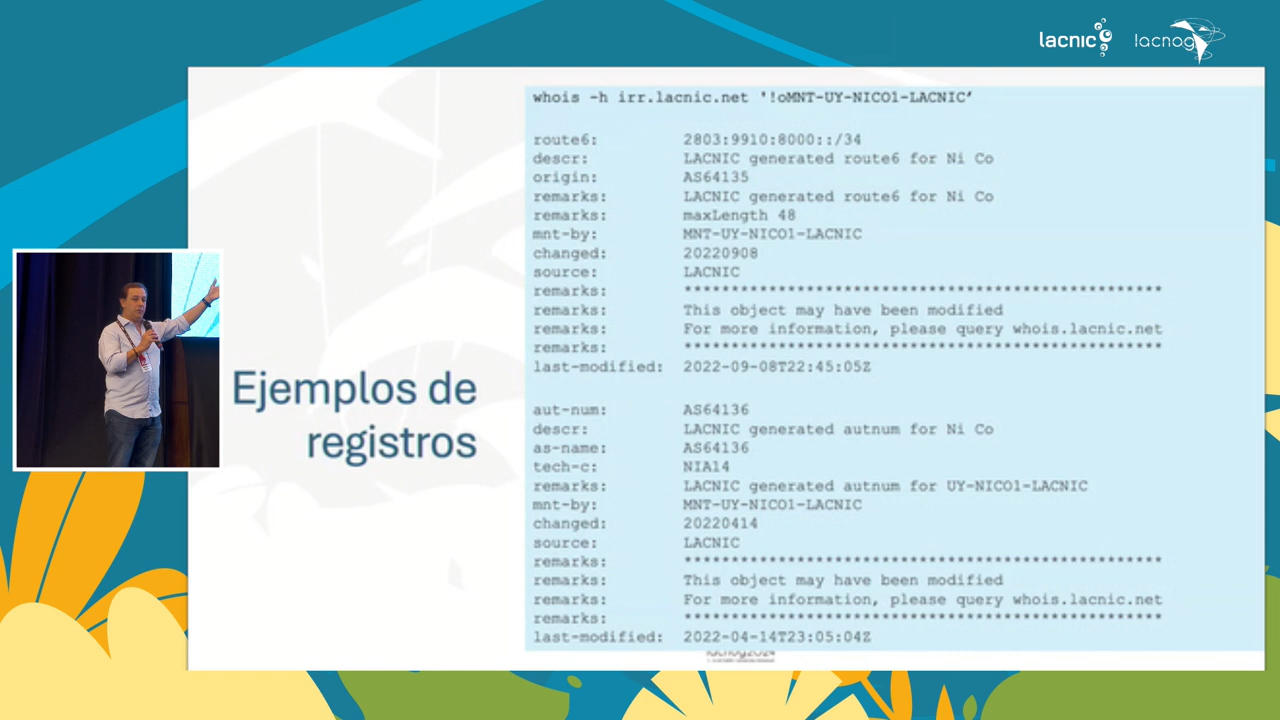 lacnic
lacnog
whois -h irr.lacnic.net '!oMNT-UY-NICO1-LACNIC'
route6: 2803:9910:8000::/34
descr: LACNIC generated route6 for Ni Co
origin: AS64135
remarks: LACNIC generated route6 for Ni Co
remarks: maxLength 48
mnt-by: MNT-UY-NICO1-LACNIC
changed: 20220908
source: LACNIC
remarks: ***************************************************
remarks: This object may have been modified
remarks: For more information, please query whois.lacnic.net
remarks: ***************************************************
last-modified: 2022-09-08T22:45:05Z
aut-num: AS64136
descr: LACNIC generated autnum for Ni Co
as-name: AS64136
tech-c: NIA14
remarks: LACNIC generated autnum for UY-NICO1-LACNIC
mnt-by: MNT-UY-NICO1-LACNIC
changed: 20220414
source: LACNIC
remarks: ***************************************************
remarks: This object may have been modified
remarks: For more information, please query whois.lacnic.net
remarks: ***************************************************
last-modified: 2022-04-14T23:05:04Z
Ejemplos de
registros
lacnog2024